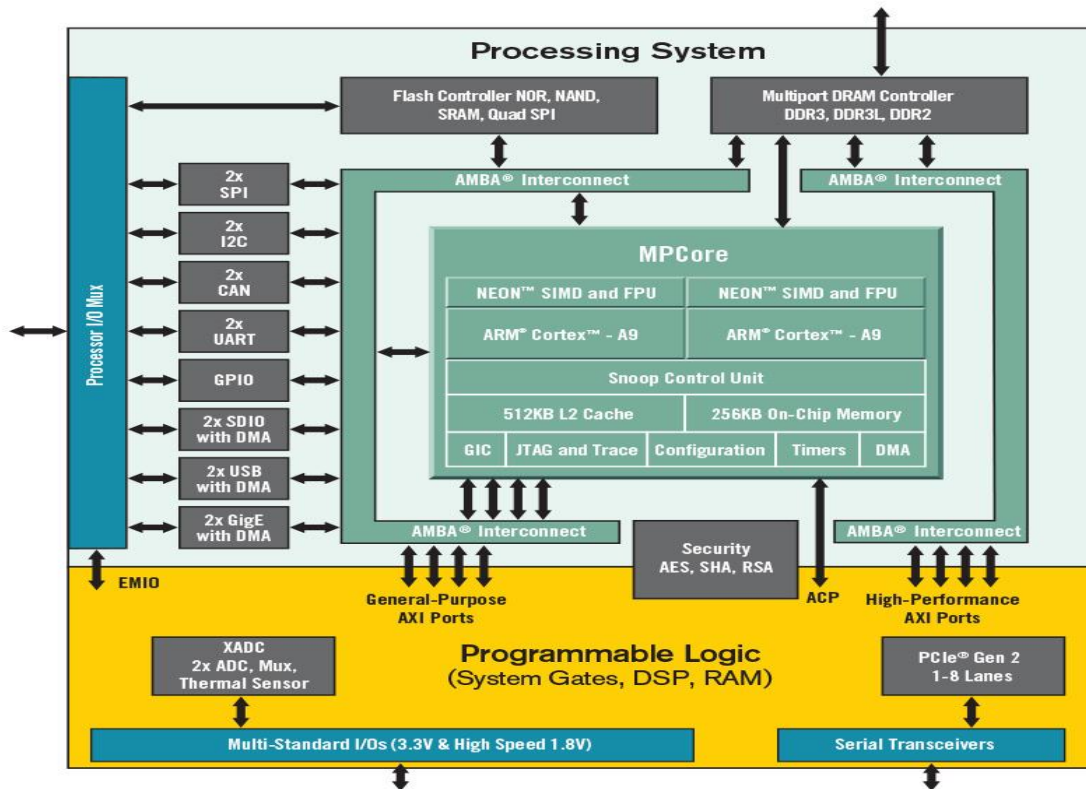 Processing System
Flash Controller NOR, NAND,
SRAM, Quad SPI
Multiport DRAM Controller
DDR3, DDR3L, DDR2
AMBA® Interconnect
AMBA® Interconnect
Processor I/O Mux
2x
SPI
2x
I2C
2x
CAN
2x
UART
GPIO
2x SDIO
with DMA
2x USB
with DMA
2x GigE
with DMA
MPCore
NEON™ SIMD and FPU
NEON™ SIMD and FPU
ARM® Cortex™ - A9
ARM® Cortex™ - A9
Snoop Control Unit
512KB L2 Cache
256KB On-Chip Memory
GIC
JTAG and Trace
Configuration
Timers
DMA
AMBA® Interconnect
AMBA® Interconnect
Security
AES, SHA, RSA
EMIO
General-Purpose
AXI Ports
ACP
High-Performance
AXI Ports
XADC
2x ADC, Mux,
Thermal Sensor
Programmable Logic
(System Gates, DSP, RAM)
PCIe® Gen 2
1-8 Lanes
Multi-Standard I/Os (3.3V & High Speed 1.8V)
Serial Transceivers